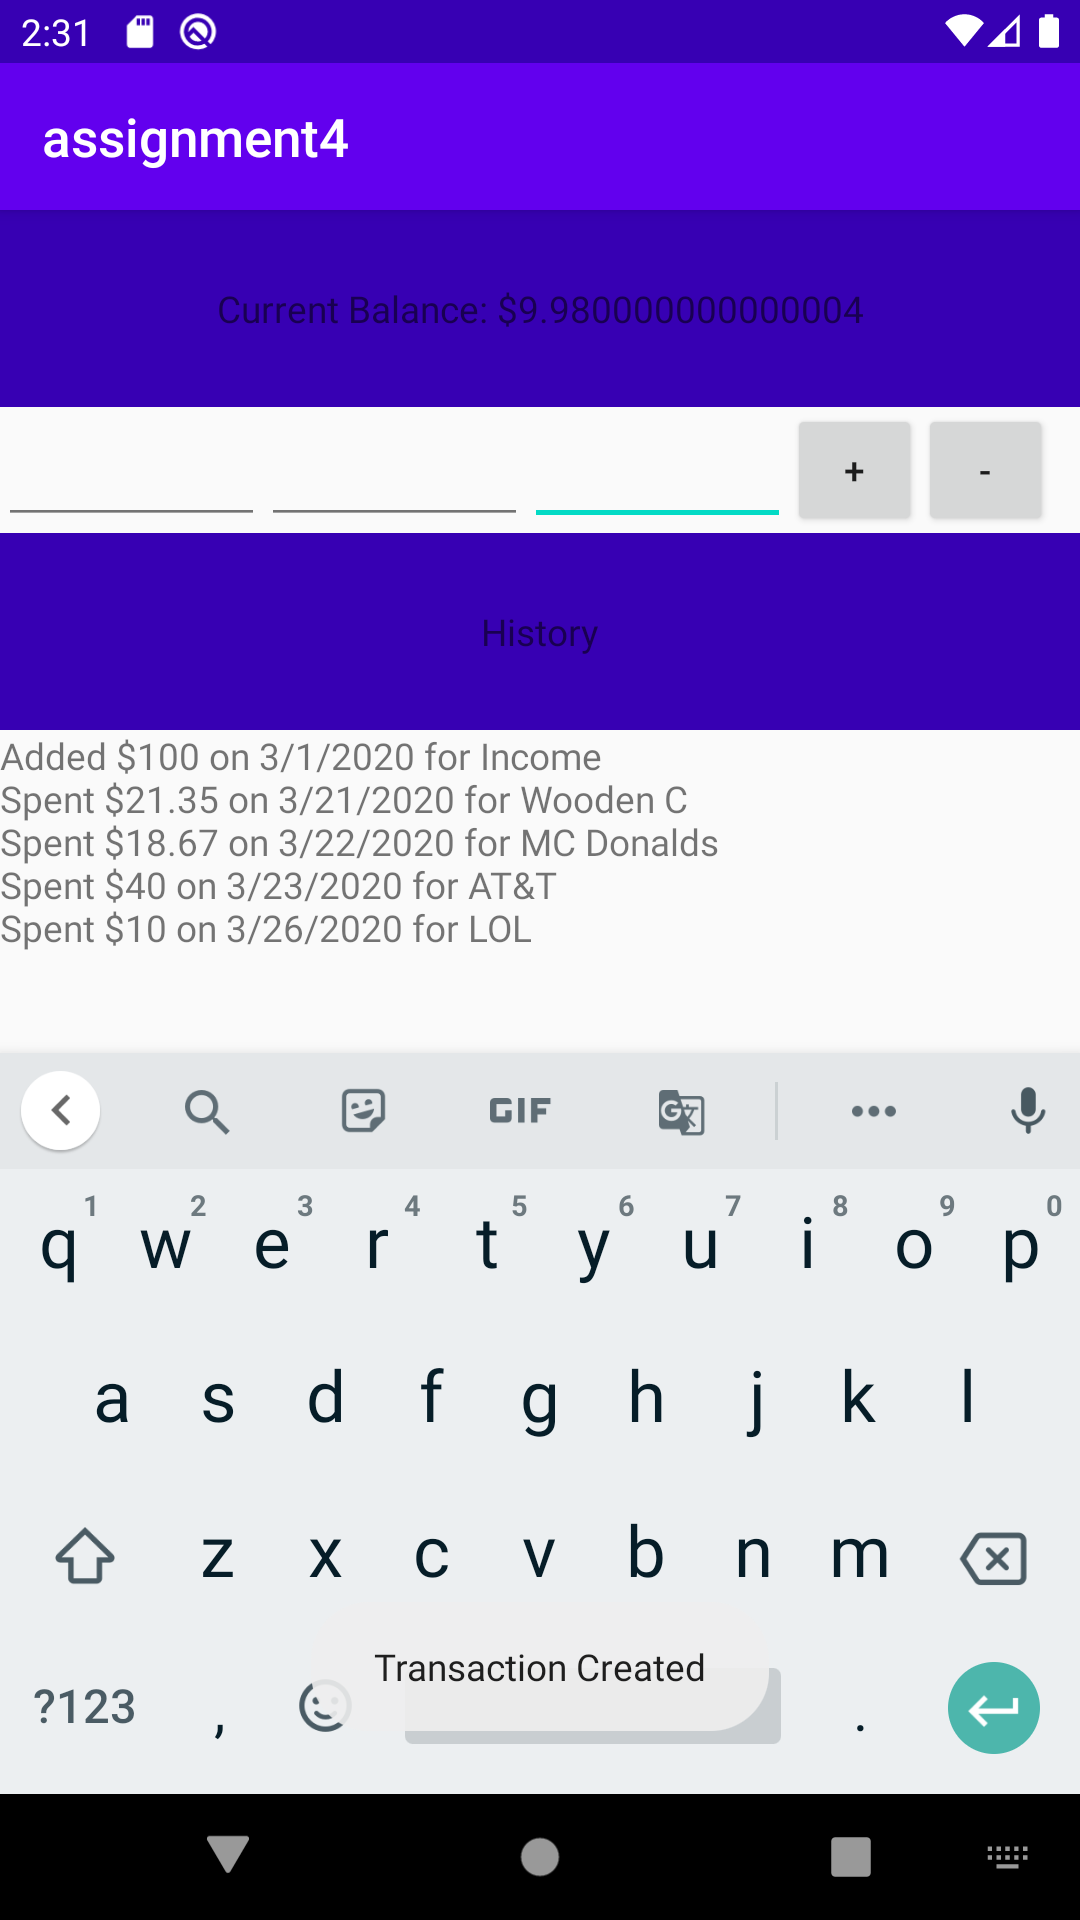 2:31
assignment4
Current Balance: $9.980000000000004
+ -
History
Added $100 on 3/1/2020 for Income
Spent $21.35 on 3/21/2020 for Wooden C
Spent $18.67 on 3/22/2020 for MC Donalds
Spent $40 on 3/23/2020 for AT&T
Spent $10 on 3/26/2020 for LOL
GIF
1 2 3 4 5 6 7 8 9 0
q w e r t y u i o p
a s d f g h j k l
z x c v b n m
Transaction Created
?123 , .